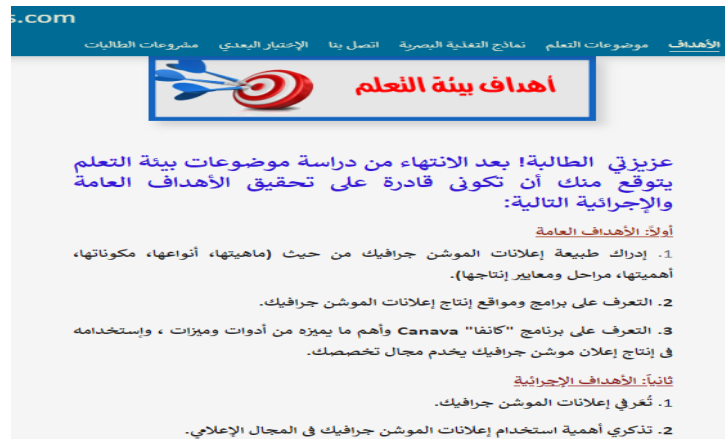 s.com
الأهداف موضوعات التعلم نماذج التغذية البصرية اتصل بنا الإختبار البعدي مشروعات الطالبات
أهداف بيئة التعلم
عزيزتي الطالبة! بعد الانتهاء من دراسة موضوعات بيئة التعلم
يتوقع منك أن تكونى قادرة على تحقيق الأهداف العامة
والإجرائية التالية:
أولاً: الأهداف العامة
1. إدراك طبيعة إعلانات الموشن جرافيك من حيث (ماهيتها، أنواعها، مكوناتها،
أهميتها، مراحل ومعايير إنتاجها).
2. التعرف على برامج ومواقع إنتاج إعلانات الموشن جرافيك.
3. التعرف على برنامج "كانفا" Canava وأهم ما يميزه من أدوات وميزات ، وإستخدامه
فى إنتاج إعلان موشن جرافيك يخدم مجال تخصصك.
ثانياً: الأهداف الإجرائية
1. تُعَرفي إعلانات الموشن جرافيك.
2. تذكري أهمية استخدام إعلانات الموشن جرافيك فى المجال الإعلامي.